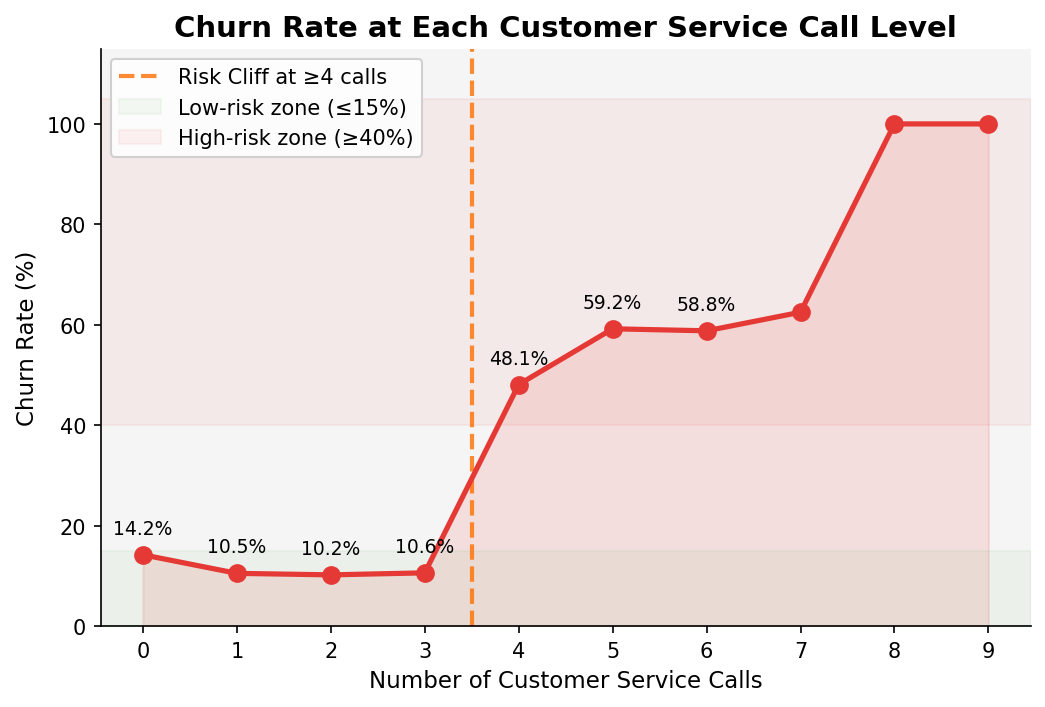 Churn Rate at Each Customer Service Call Level
Risk Cliff at ≥4 calls
Low-risk zone (≤15%)
High-risk zone (≥40%)
Churn Rate (%)
100
80
60
40
20
0
14.2%
10.5%
10.2%
10.6%
48.1%
59.2%
58.8%
0 1 2 3 4 5 6 7 8 9
Number of Customer Service Calls